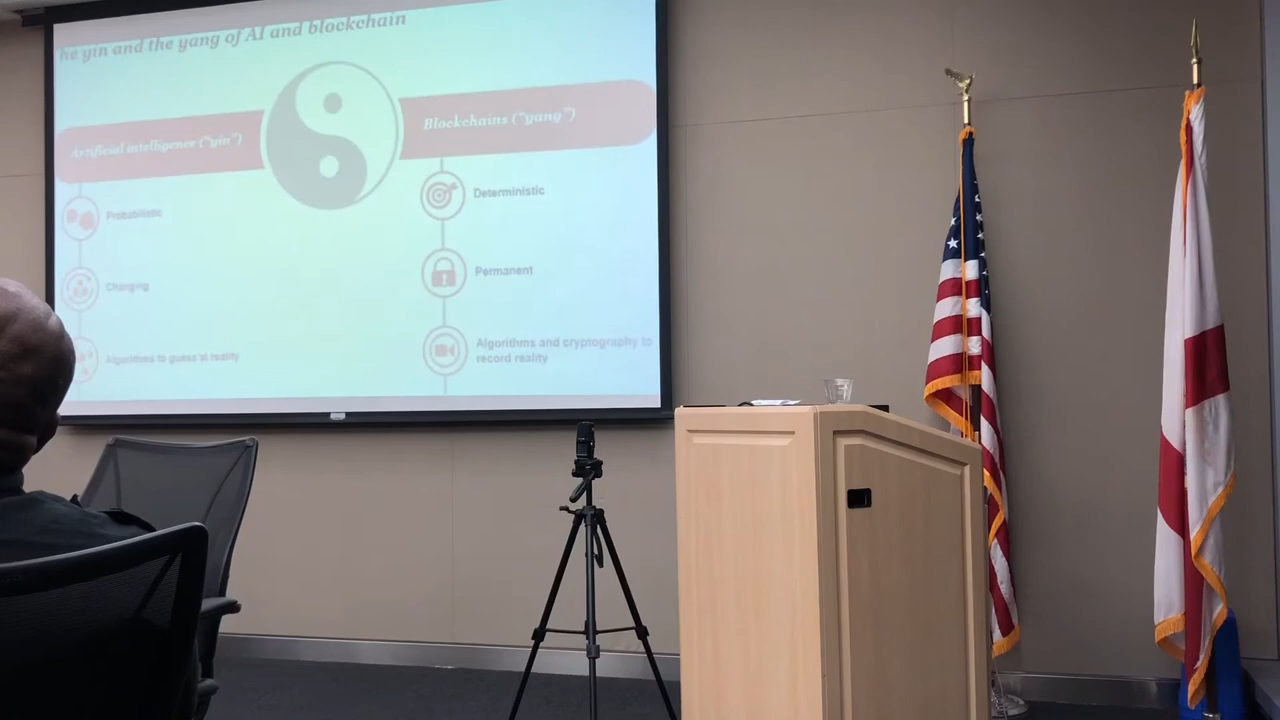 he yin and the yang of AI and blockchain
Artificial intelligence ("yin")
Blockchains ("yang")
Probabilistic
Deterministic
Changing
Permanent
Algorithms to guess at reality
Algorithms and cryptography to
record reality